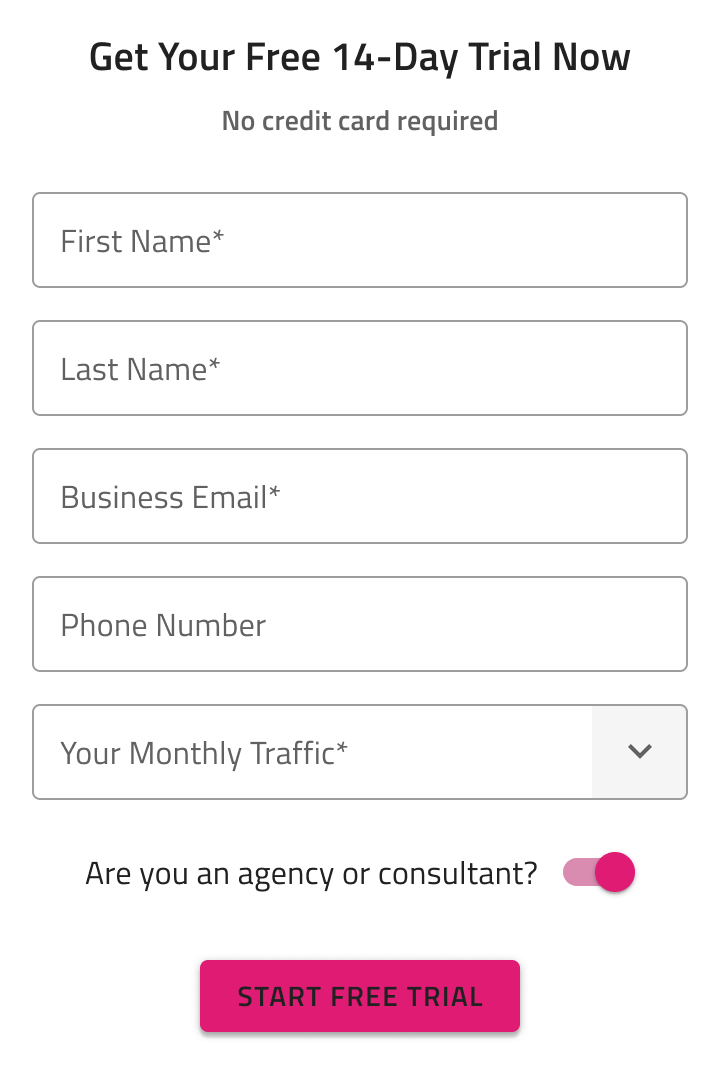 Get Your Free 14-Day Trial Now
No credit card required
First Name*
Last Name*
Business Email*
Phone Number
Your Monthly Traffic*
Are you an agency or consultant?
START FREE TRIAL